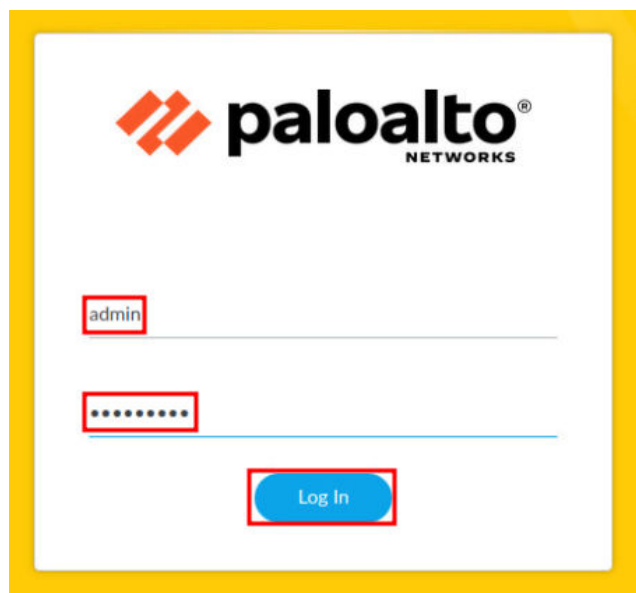 paloalto®
NETWORKS
admin
•••••••••
Log In